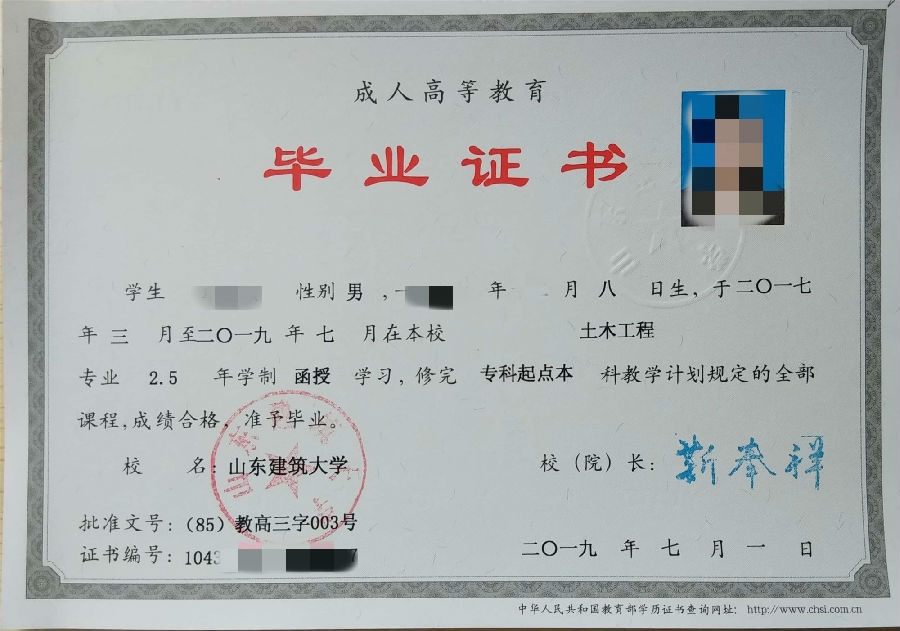 成人高等教育
毕业证书
学生 性别 男 , 一 年 月 八 日生, 于二〇一七
年 三 月至二〇一九 年 七 月在本校 土木工程
专业 2.5 年学制 函授 学习, 修完 专科起点本 科教学计划规定的全部
课程, 成绩合格, 准予毕业。
校 名: 山东建筑大学
校(院)长: 靳奉祥
批准文号: (85) 教高三字003号
证书编号: 1043 7
二〇一九 年 七 月 一 日
中华人民共和国教育部学历证书查询网址: http://www.chsi.com.cn